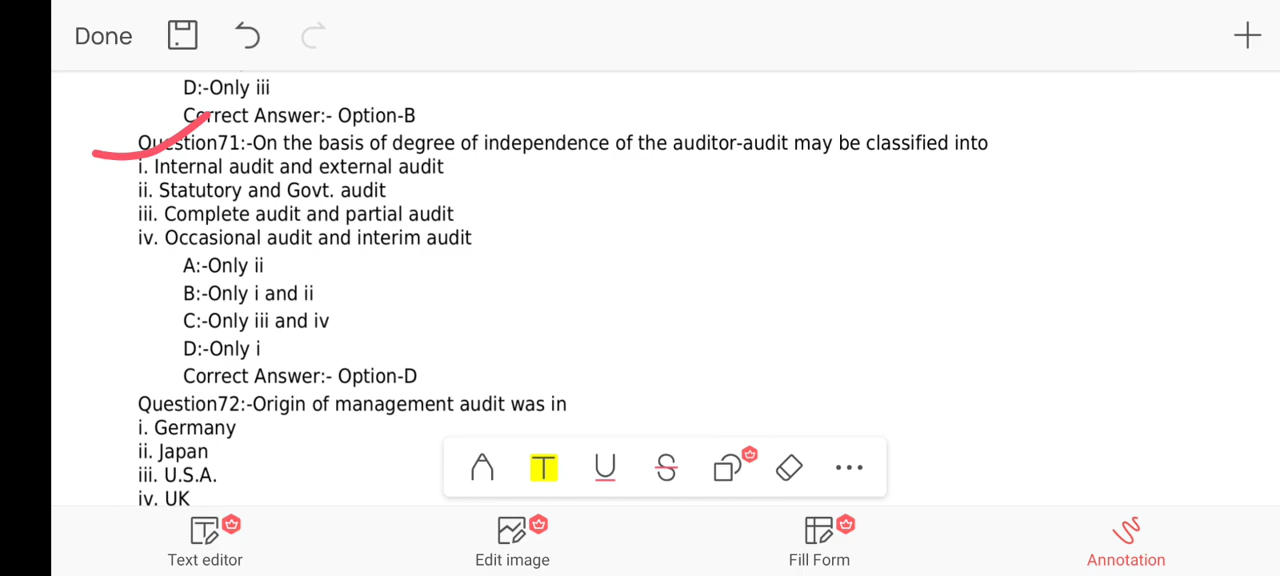 Done
D:-Only iii
Correct Answer:- Option-B
Question71:-On the basis of degree of independence of the auditor-audit may be classified into
i. Internal audit and external audit
ii. Statutory and Govt. audit
iii. Complete audit and partial audit
iv. Occasional audit and interim audit
A:-Only ii
B:-Only i and ii
C:-Only iii and iv
D:-Only i
Correct Answer:- Option-D
Question72:-Origin of management audit was in
i. Germany
ii. Japan
iii. U.S.A.
iv. UK
Text editor
Edit image
Fill Form
Annotation